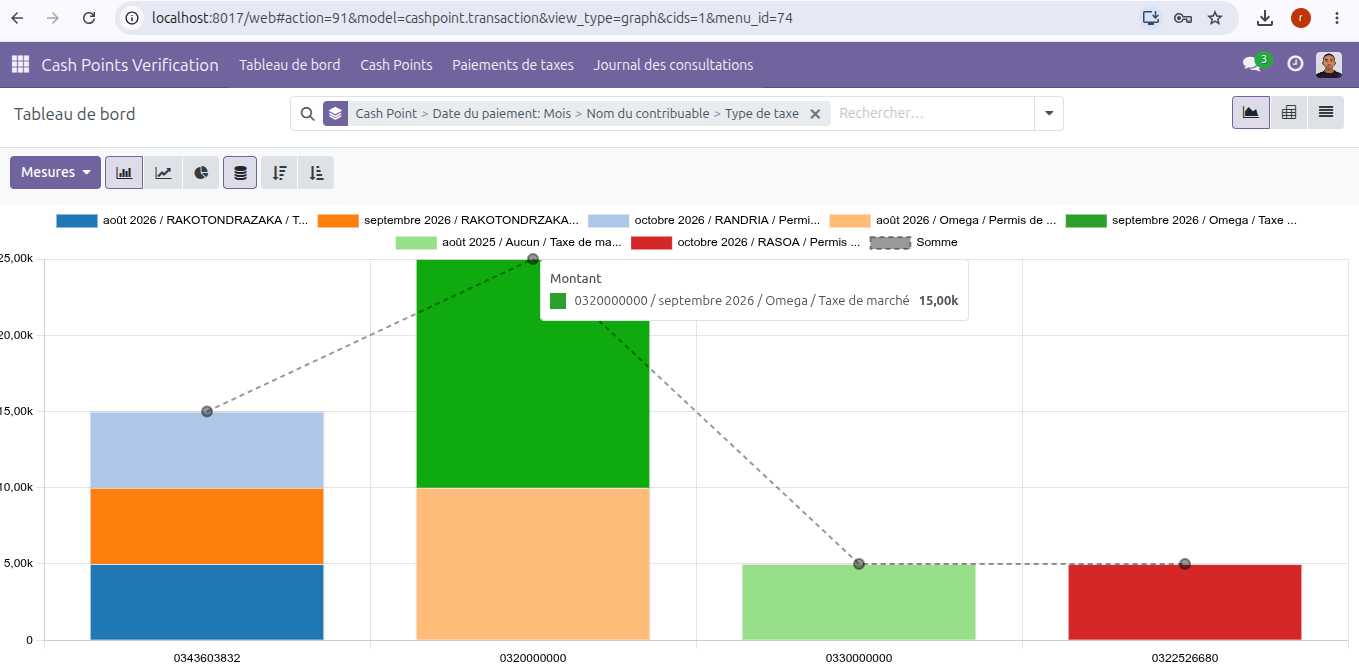 localhost:8017/web#action=91&model=cashpoint.transaction&view_type=graph&cids=1&menu_id=74
r
Cash Points Verification Tableau de bord Cash Points Paiements de taxes Journal des consultations 3
Tableau de bord
Cash Point > Date du paiement: Mois > Nom du contribuable > Type de taxe Rechercher...
Mesures
août 2026 / RAKOTONDRAZAKA / T... septembre 2026 / RAKOTONDRZAKA... octobre 2026 / RANDRIA / Permi... août 2026 / Omega / Permis de ... septembre 2026 / Omega / Taxe ...
août 2025 / Aucun / Taxe de ma... octobre 2026 / RASOA / Permis ... Somme
25,00k
Montant
0320000000 / septembre 2026 / Omega / Taxe de marché 15,00k
20,00k
15,00k
10,00k
5,00k
0
0343603832 0320000000 0330000000 0322526680